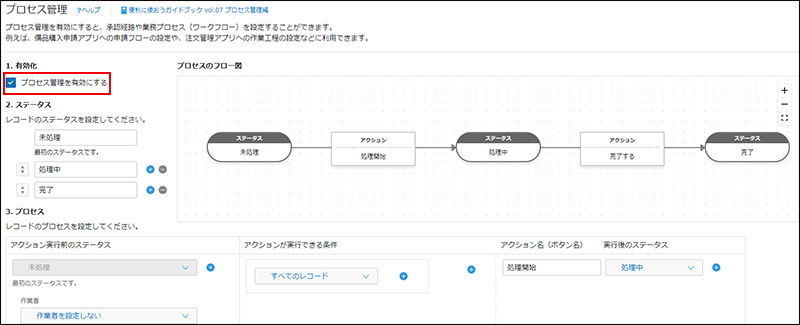 プロセス管理 ?ヘルプ 便利に使おうガイドブック vol.07 プロセス管理編
プロセス管理を有効にすると、承認経路や業務プロセス（ワークフロー）を設定することができます。
例えば、備品購入申請アプリへの申請フローの設定や、注文管理アプリへの作業工程の設定などに利用できます。
1. 有効化
プロセス管理を有効にする
2. ステータス
レコードのステータスを設定してください。
未処理
最初のステータスです。
処理中
完了
プロセスのフロー図
ステータス
未処理
アクション
処理開始
ステータス
処理中
アクション
完了する
ステータス
完了
3. プロセス
レコードのプロセスを設定してください。
アクション実行前のステータス アクションが実行できる条件 アクション名（ボタン名） 実行後のステータス
未処理 すべてのレコード 処理開始 処理中
最初のステータスです。
作業者
作業者を設定しない